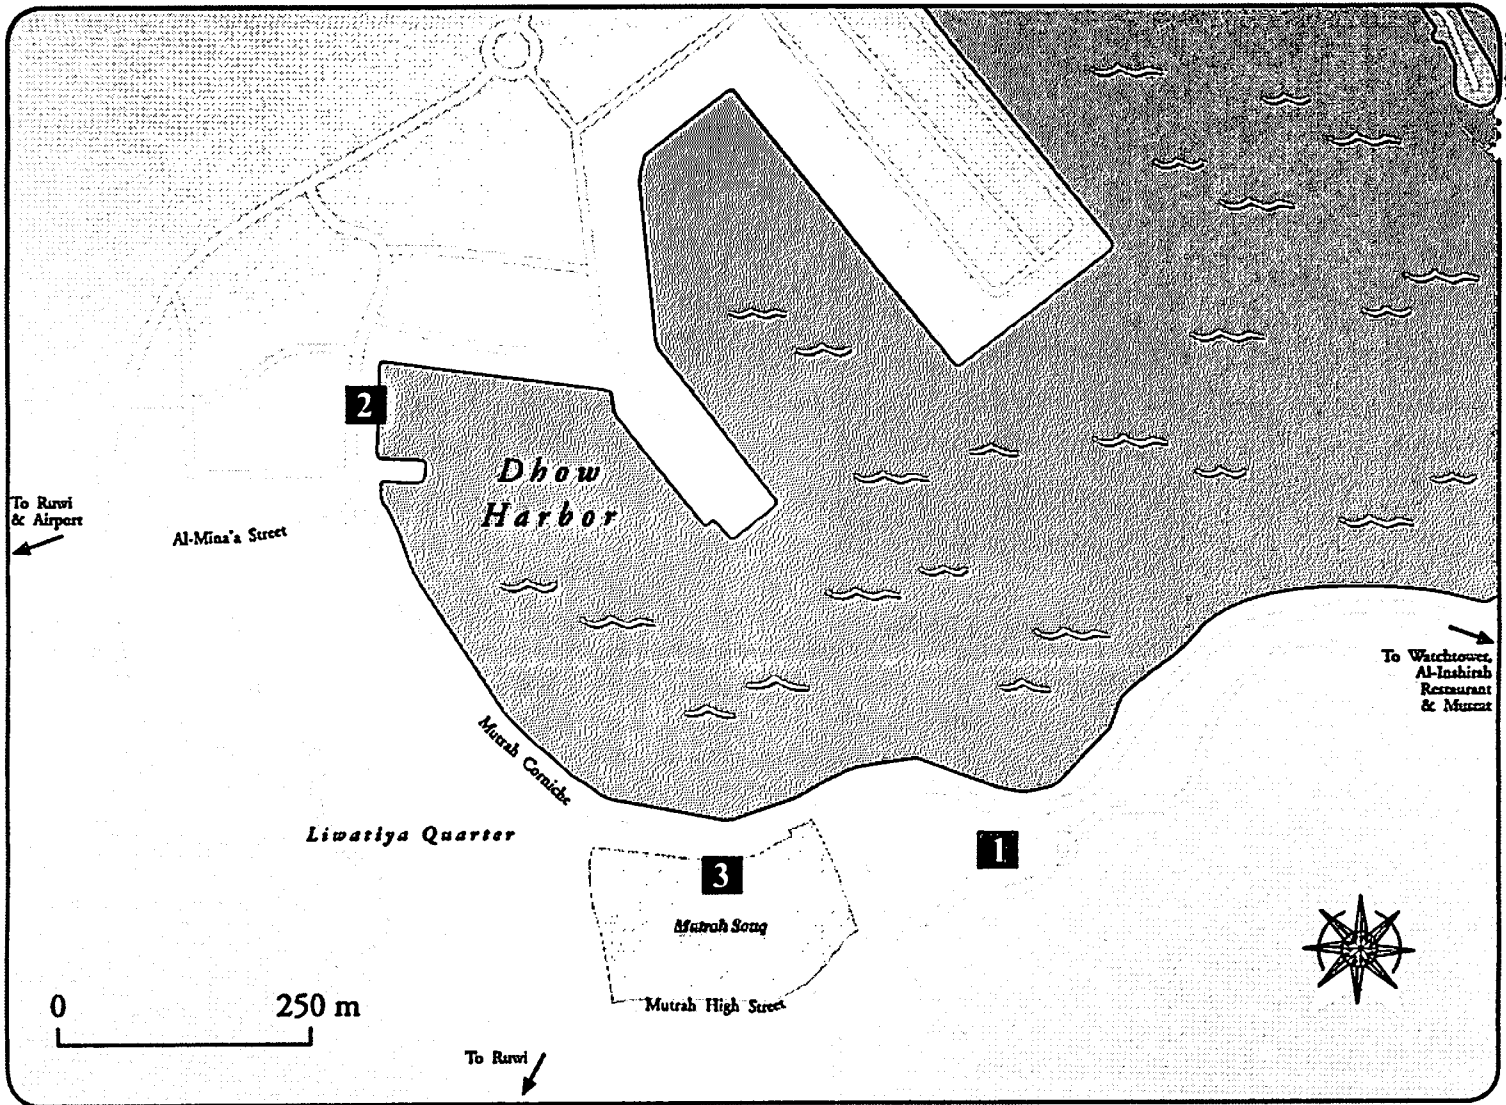 2
Dhow
Harbor
To Ruwi
& Airport
Al-Mina'a Street
To Watchtower,
Al-Inshirah
Restaurant
& Muscat
Mutrah Corniche
Liwatiya Quarter
1
3
Mutrah Souq
0 250 m
Mutrah High Street
To Ruwi